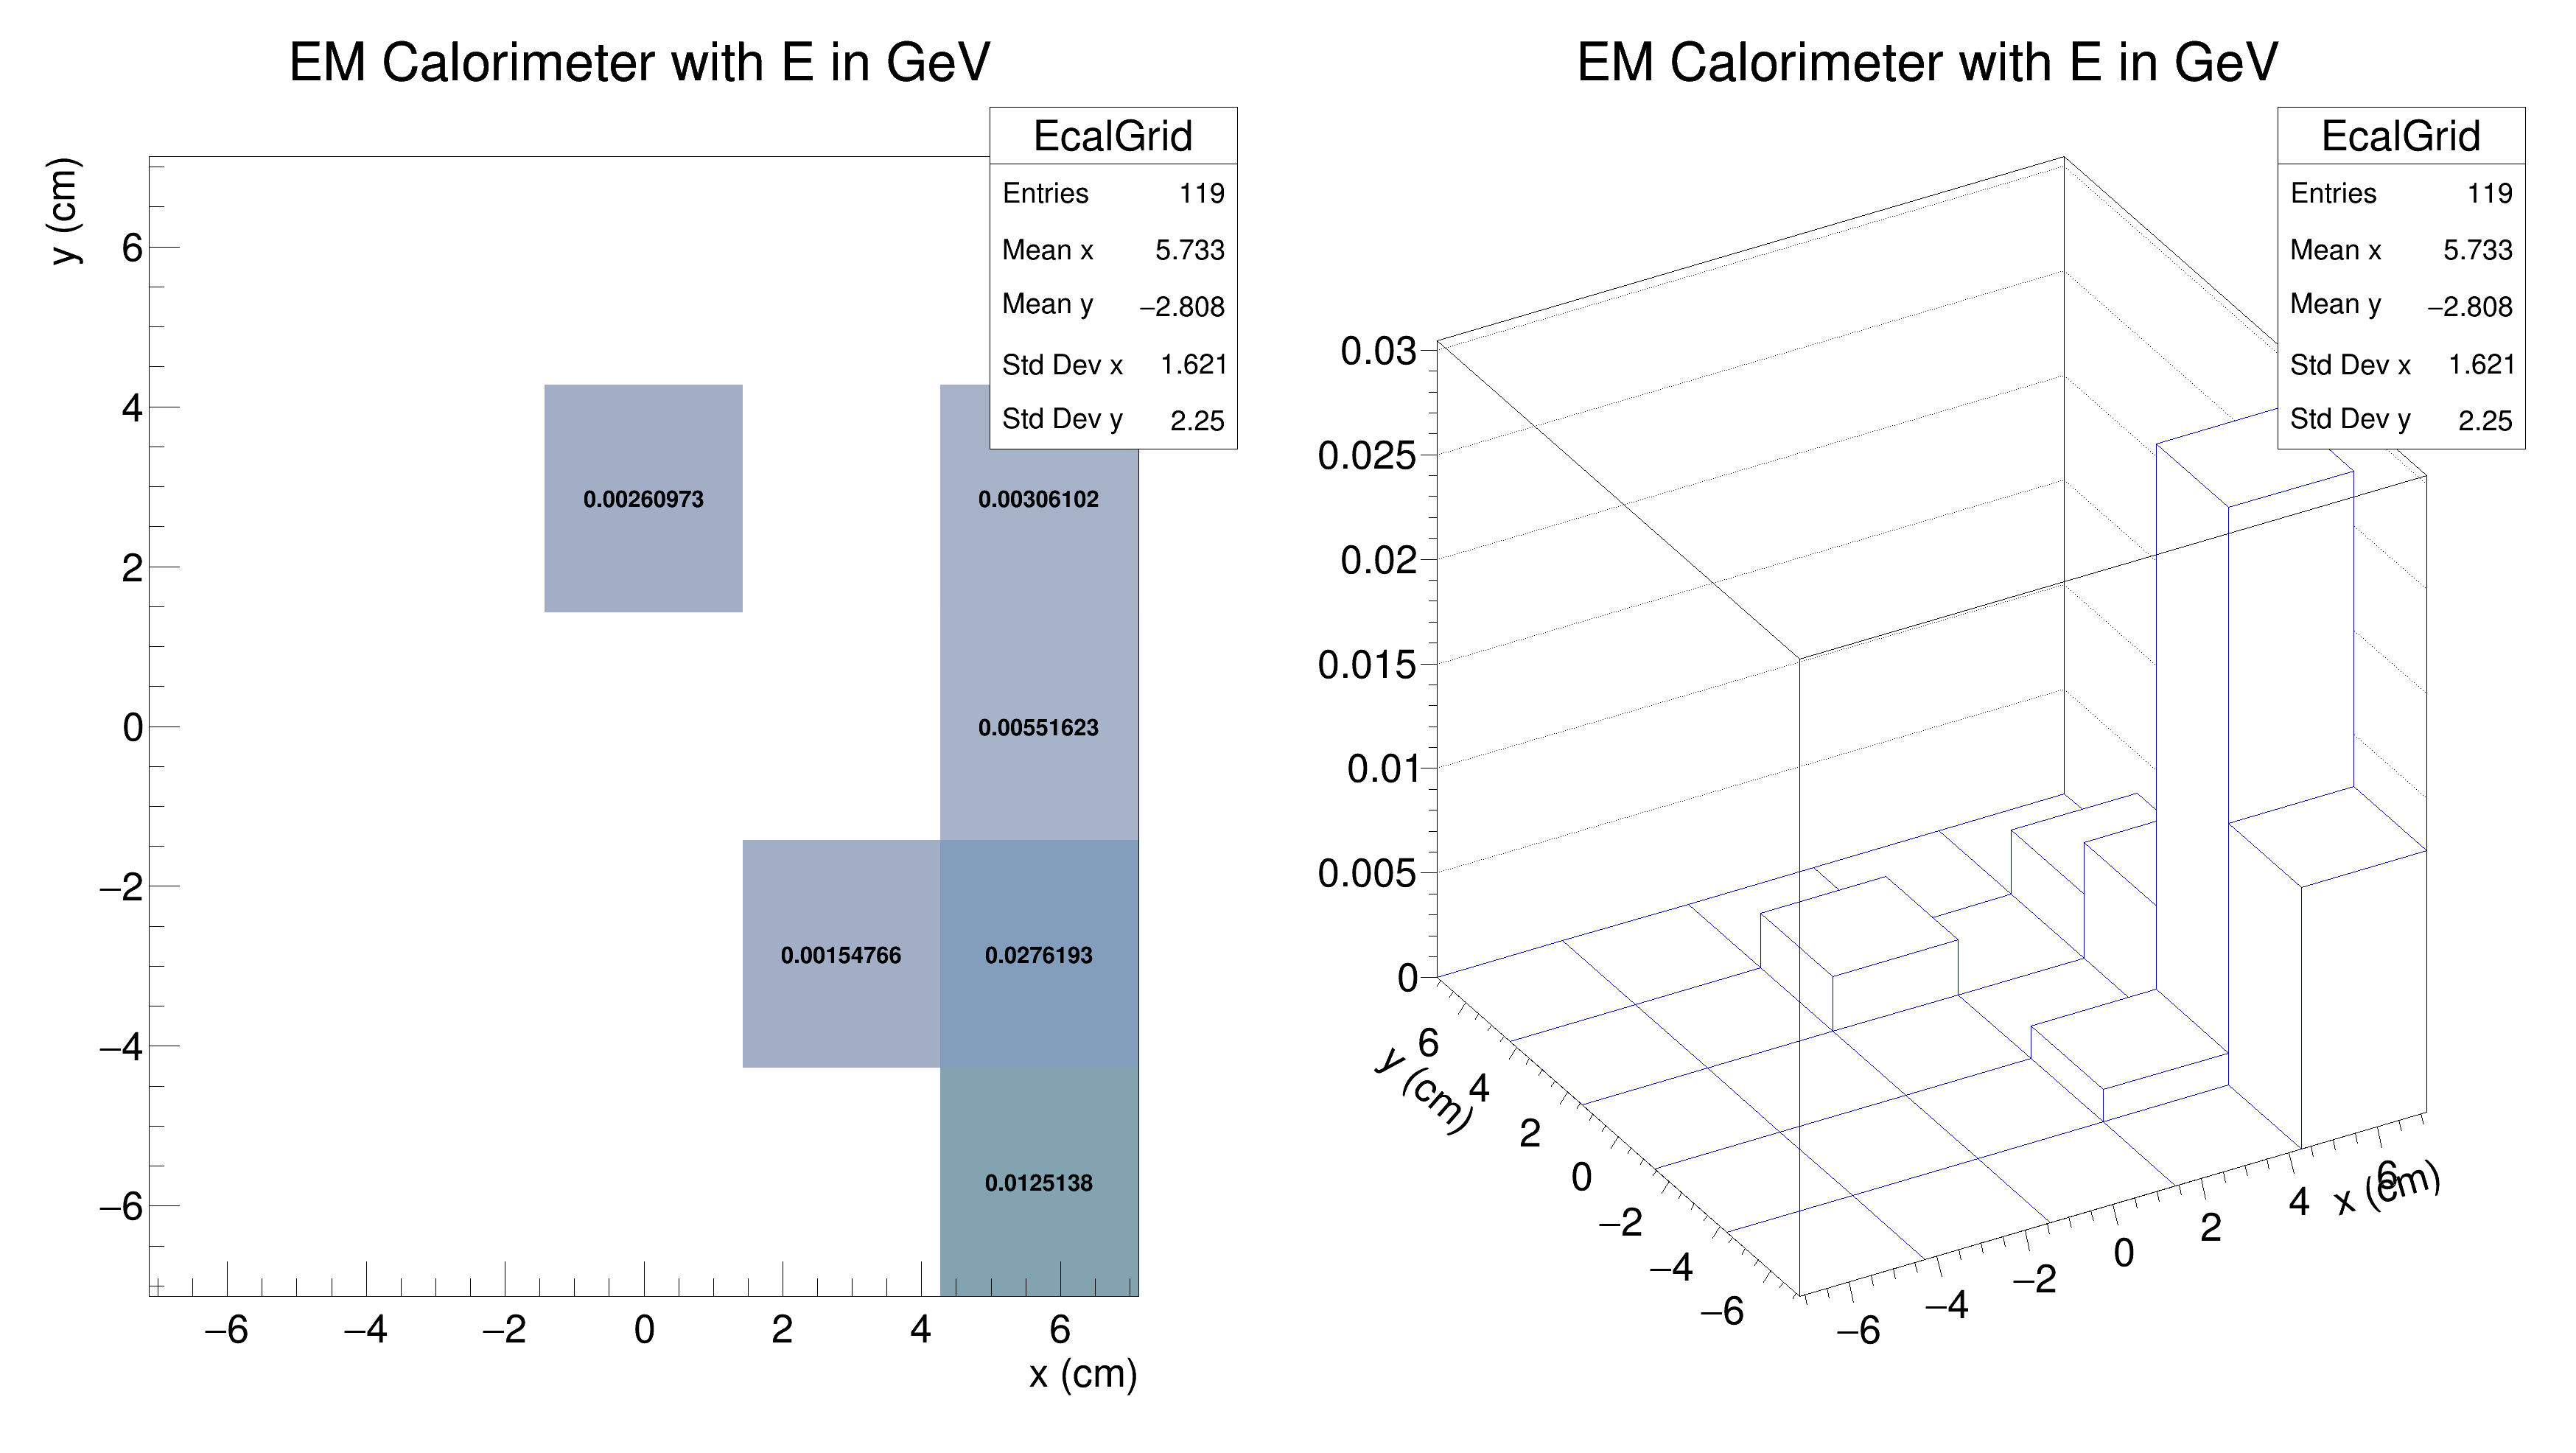 EM Calorimeter with E in GeV
EcalGrid
Entries 119
Mean x 5.733
Mean y −2.808
Std Dev x 1.621
Std Dev y 2.25
y (cm)
6
4
2
0
−2
−4
−6
0.00260973
0.00306102
0.00551623
0.00154766
0.0276193
0.0125138
−6 −4 −2 0 2 4 6
x (cm)
EM Calorimeter with E in GeV
EcalGrid
Entries 119
Mean x 5.733
Mean y −2.808
Std Dev x 1.621
Std Dev y 2.25
0.03
0.025
0.02
0.015
0.01
0.005
0
6
4
2
0
−2
−4
−6
y (cm)
−6 −4 −2 0 2 4 6
x (cm)